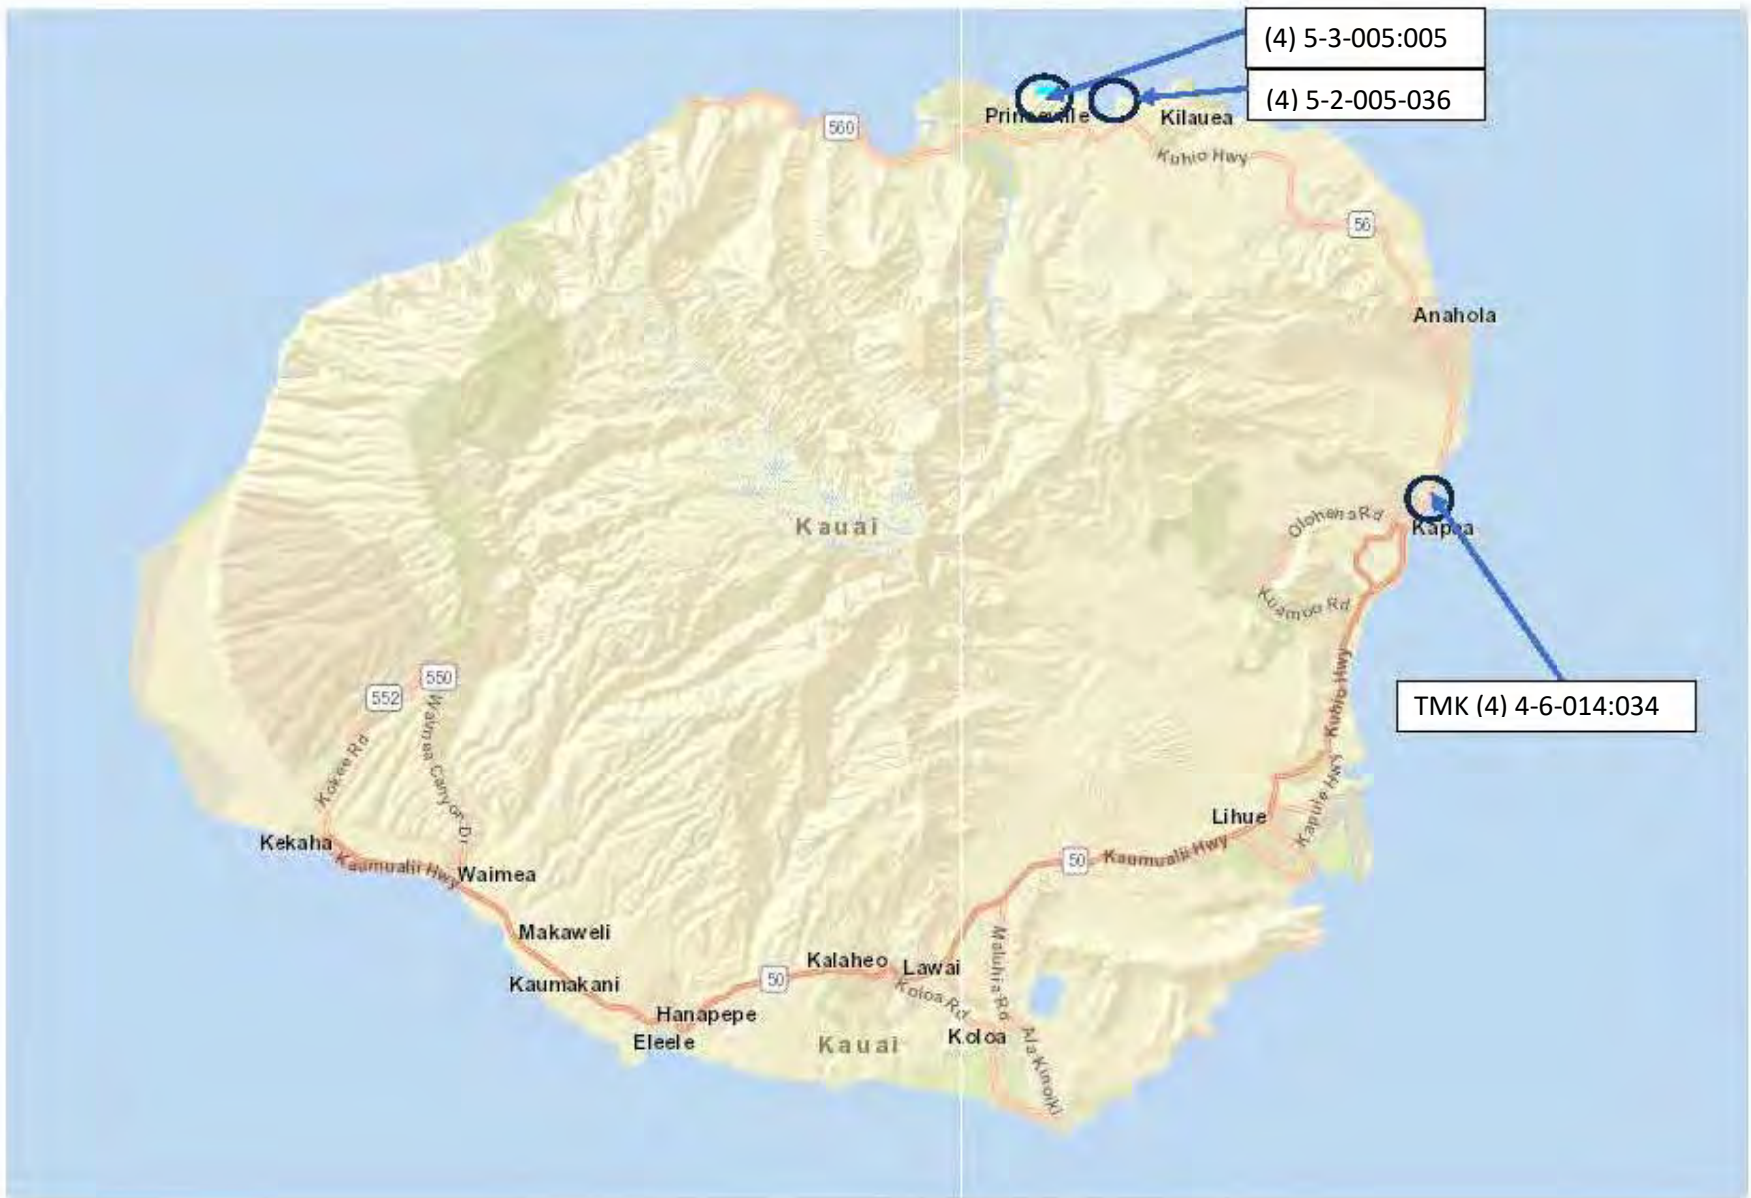 (4) 5-3-005:005
(4) 5-2-005-036
560
Princeville
Kilauea
Kuhio Hwy
56
Anahola
Olohena Rd
Kapaa
Kauai
Kuamoo Rd
550
552
TMK (4) 4-6-014:034
Kuhio Hwy
Kokee Rd
Waimea Canyon Dr
Kapule Hwy
Lihue
Kekaha
Kaumualii Hwy
Waimea
50
Kaumualii Hwy
Makaweli
Maluhia Rd
Kalaheo
Lawai
50
Kaumakani
Koloa Rd
Hanapepe
Eleele
Kauai
Koloa
Ala Kinoiki